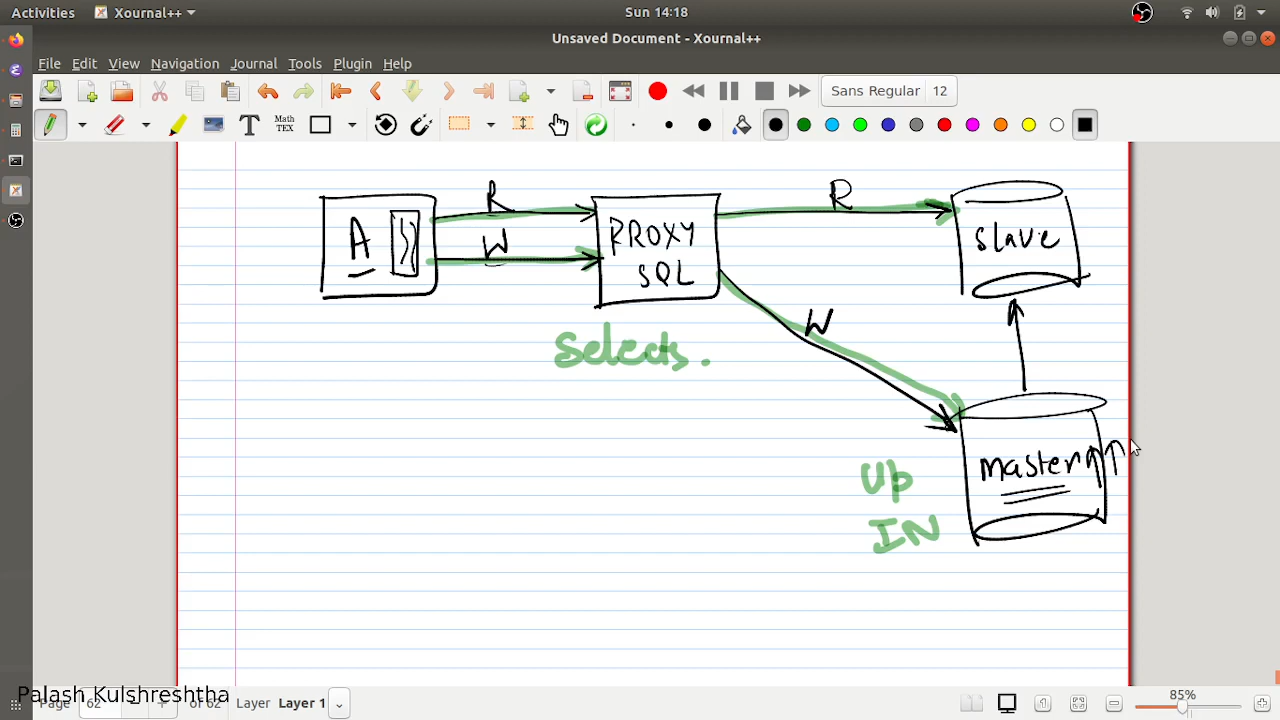 Activities Xournal++ Sun 14:18
Unsaved Document - Xournal++
File Edit View Navigation Journal Tools Plugin Help
Sans Regular 12
Math
TEX
R R
A W PROXY slave
SQL
Selects. W
master
Up
IN
Palash Kulshreshtha
Page 62 of 62 Layer Layer 1 85%